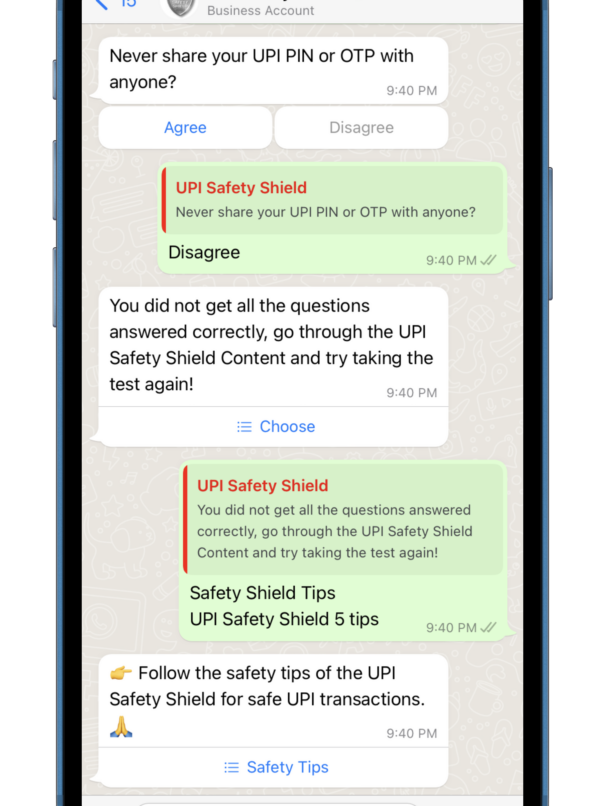 15
Business Account
Never share your UPI PIN or OTP with
anyone?
9:40 PM
Agree
Disagree
UPI Safety Shield
Never share your UPI PIN or OTP with anyone?
Disagree
9:40 PM
You did not get all the questions
answered correctly, go through the UPI
Safety Shield Content and try taking the
test again!
9:40 PM
Choose
UPI Safety Shield
You did not get all the questions answered
correctly, go through the UPI Safety Shield
Content and try taking the test again!
Safety Shield Tips
UPI Safety Shield 5 tips
9:40 PM
👉 Follow the safety tips of the UPI
Safety Shield for safe UPI transactions.
🙏
9:40 PM
Safety Tips